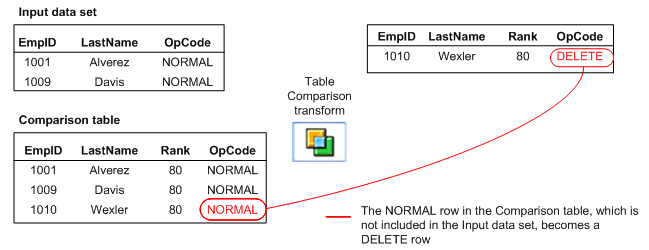 Input data set
EmpID LastName OpCode
1001 Alverez NORMAL
1009 Davis NORMAL
Comparison table
EmpID LastName Rank OpCode
1001 Alverez 80 NORMAL
1009 Davis 80 NORMAL
1010 Wexler 80 NORMAL
Table
Comparison
transform
EmpID LastName Rank OpCode
1010 Wexler 80 DELETE
The NORMAL row in the Comparison table, which is
not included in the Input data set, becomes a
DELETE row